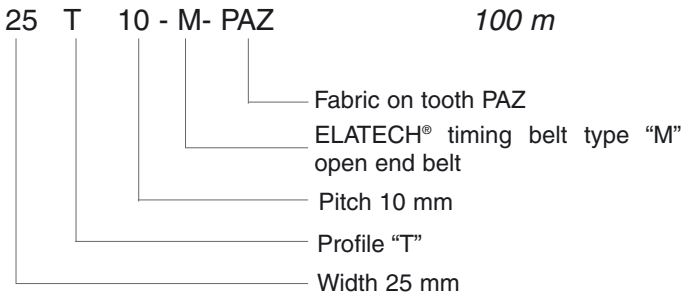 25 T 10 - M- PAZ 100 m
Fabric on tooth PAZ
ELATECH® timing belt type “M”
open end belt
Pitch 10 mm
Profile “T”
Width 25 mm